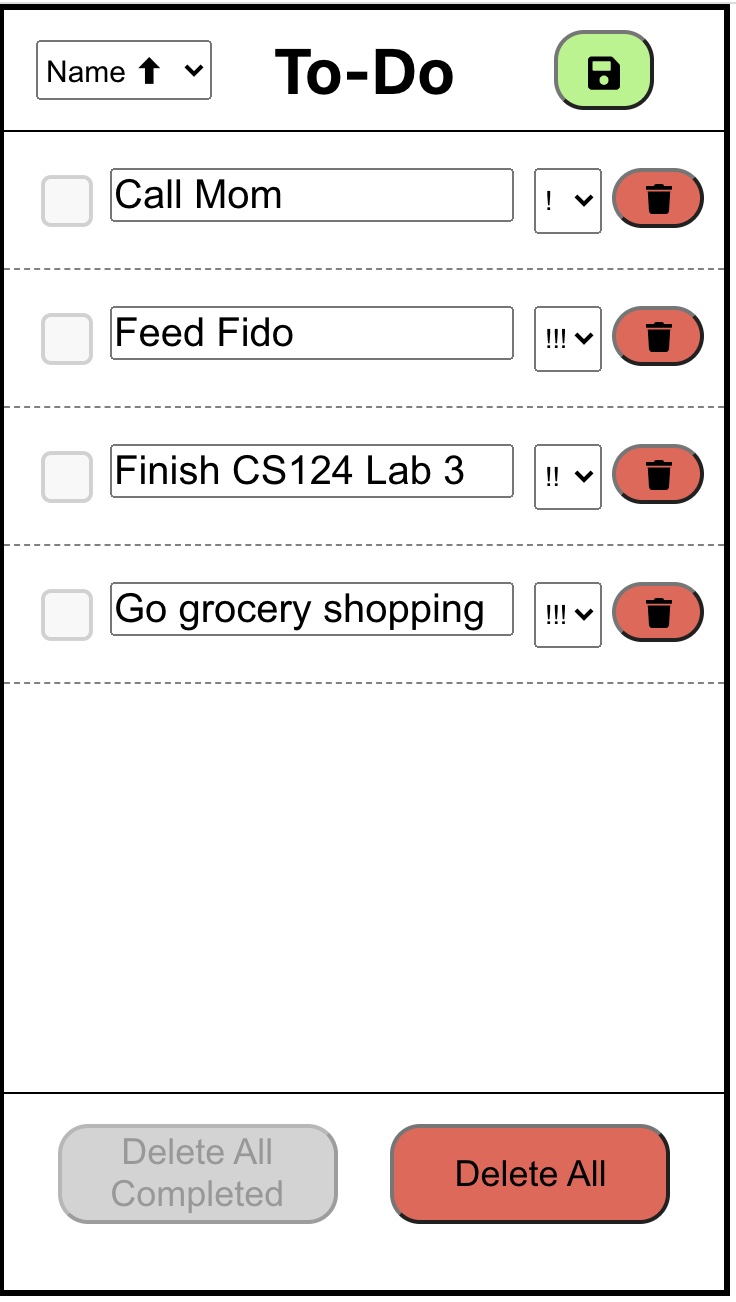 Name ⬆
To-Do
Call Mom
!
Feed Fido
!!!
Finish CS124 Lab 3
!!
Go grocery shopping
!!!
Delete All
Completed
Delete All